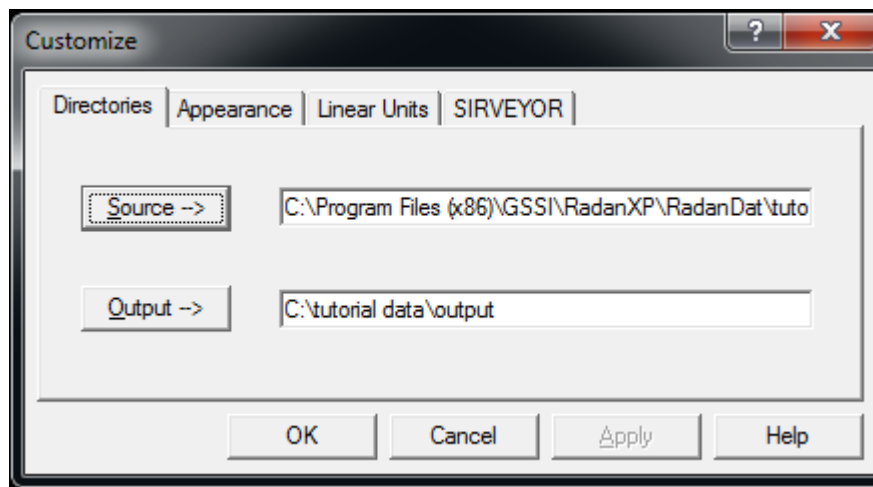 Customize
?
X
Directories Appearance Linear Units SIRVEYOR
Source --> C:\Program Files (x86)\GSSI\RadanXP\RadanDat\tuto
Output --> C:\tutorial data\output
OK Cancel Apply Help